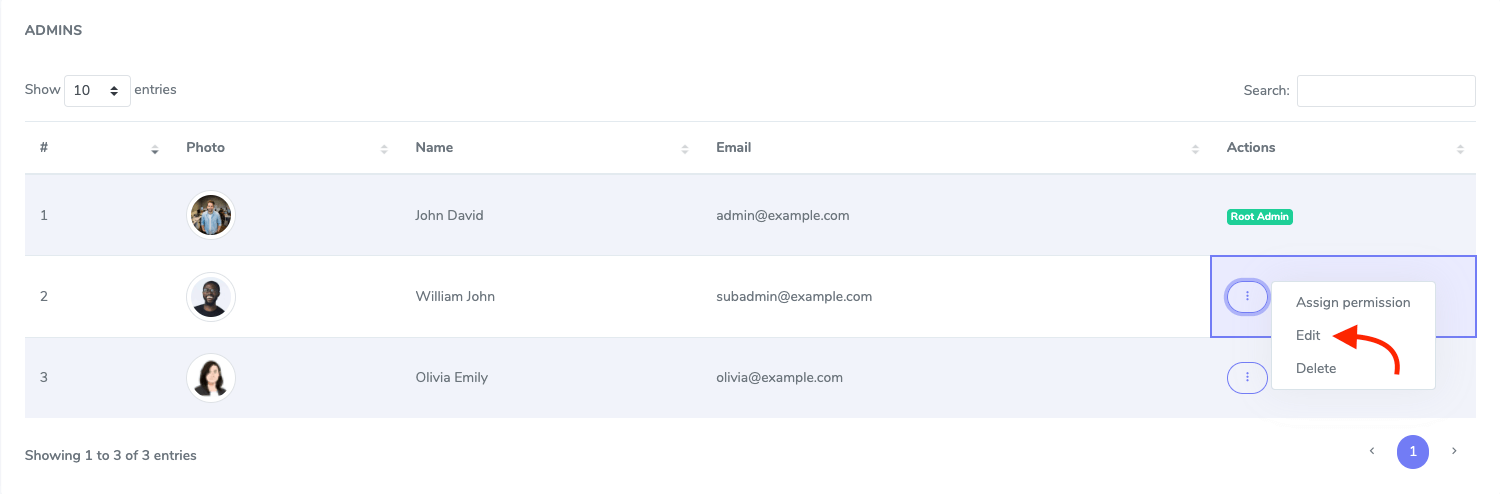 ADMINS
Show 10 entries
Search:
# Photo Name Email Actions
1 John David admin@example.com Root Admin
2 William John subadmin@example.com
Assign permission
Edit
Delete
3 Olivia Emily olivia@example.com
Showing 1 to 3 of 3 entries
‹ 1 ›